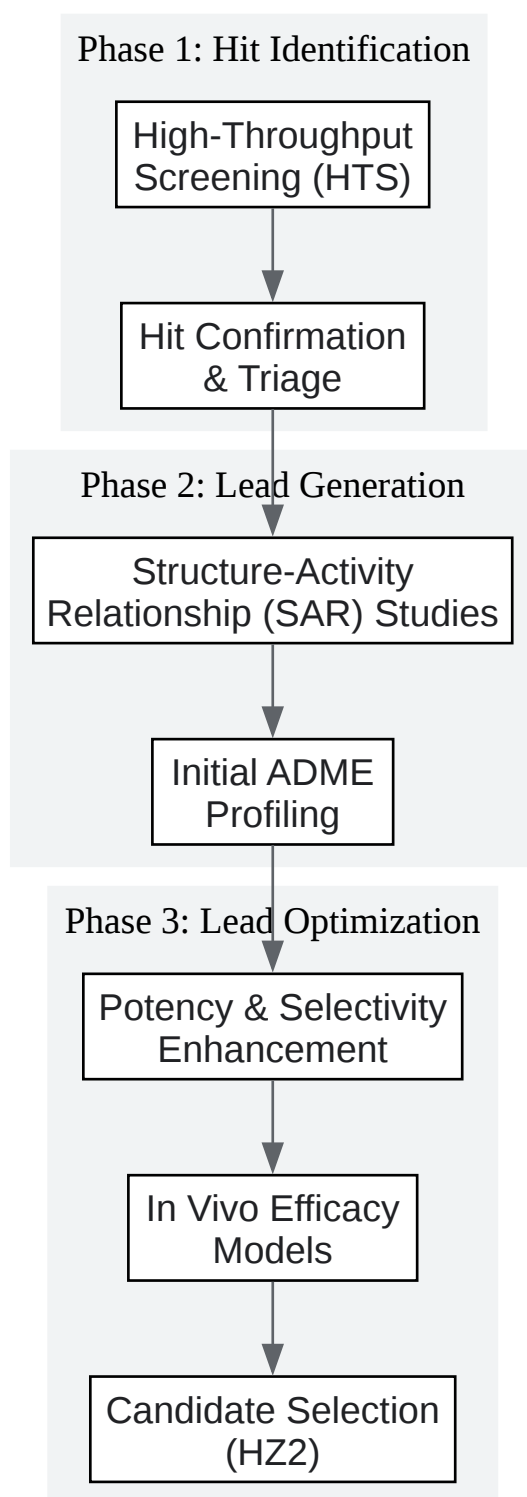 Phase 1: Hit Identification
High-Throughput
Screening (HTS)
Hit Confirmation
& Triage
Phase 2: Lead Generation
Structure-Activity
Relationship (SAR) Studies
Initial ADME
Profiling
Phase 3: Lead Optimization
Potency & Selectivity
Enhancement
In Vivo Efficacy
Models
Candidate Selection
(HZ2)